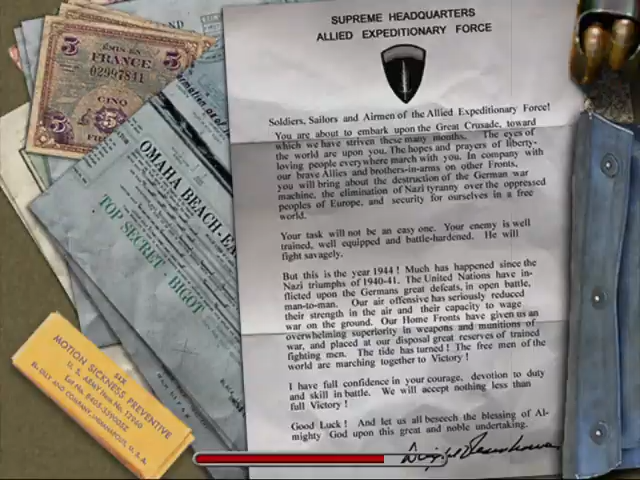 SUPREME HEADQUARTERS
ALLIED EXPEDITIONARY FORCE
Soldiers, Sailors and Airmen of the Allied Expeditionary Force!
You are about to embark upon the Great Crusade, toward
which we have striven these many months. The eyes of
the world are upon you. The hopes and prayers of liberty-
loving people everywhere march with you. In company with
our brave Allies and brothers-in-arms on other Fronts,
you will bring about the destruction of the German war
machine, the elimination of Nazi tyranny over the oppressed
peoples of Europe, and security for ourselves in a free
world.
Your task will not be an easy one. Your enemy is well
trained, well equipped and battle-hardened. He will
fight savagely.
But this is the year 1944 ! Much has happened since the
Nazi triumphs of 1940-41. The United Nations have in-
flicted upon the Germans great defeats, in open battle,
man-to-man. Our air offensive has seriously reduced
their strength in the air and their capacity to wage
war on the ground. Our Home Fronts have given us an
overwhelming superiority in weapons and munitions of
war, and placed at our disposal great reserves of trained
fighting men. The tide has turned ! The free men of the
world are marching together to Victory !
I have full confidence in your courage, devotion to duty
and skill in battle. We will accept nothing less than
full Victory !
Good Luck ! And let us all beseech the blessing of Al-
mighty God upon this great and noble undertaking.
5
ÉMIS EN
FRANCE
5
CINQ
5
OMAHA BEACH-E
TOP SECRET - BIGOT
SIX
MOTION SICKNESS PREVENTIVE
U. S. ARMY Item No.
ELI LILLY AND COMPANY, INDIANAPOLIS, U. S. A.